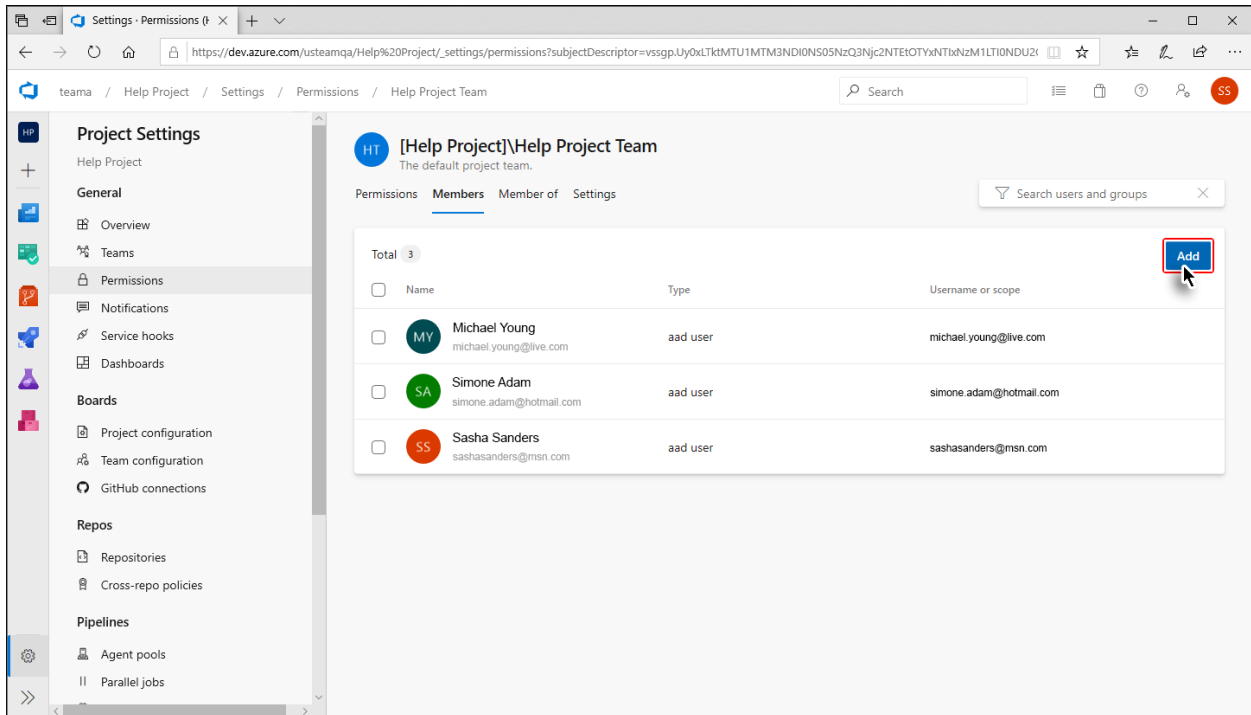 Settings · Permissions (H
https://dev.azure.com/usteamqa/Help%20Project/_settings/permissions?subjectDescriptor=
teama / Help Project / Settings / Permissions / Help Project Team
Search
SS
HP
Project Settings
Help Project
General
Overview
Teams
Permissions
Notifications
Service hooks
Dashboards
Boards
Project configuration
Team configuration
GitHub connections
Repos
Repositories
Cross-repo policies
Pipelines
Agent pools
Parallel jobs
HT
[Help Project]\Help Project Team
The default project team.
Permissions Members Member of Settings
Search users and groups
Total 3
Add
Name Type Username or scope
MY
Michael Young
michael.young@live.com
aad user
michael.young@live.com
SA
Simone Adam
simone.adam@hotmail.com
aad user
simone.adam@hotmail.com
SS
Sasha Sanders
sashasanders@msn.com
aad user
sashasanders@msn.com